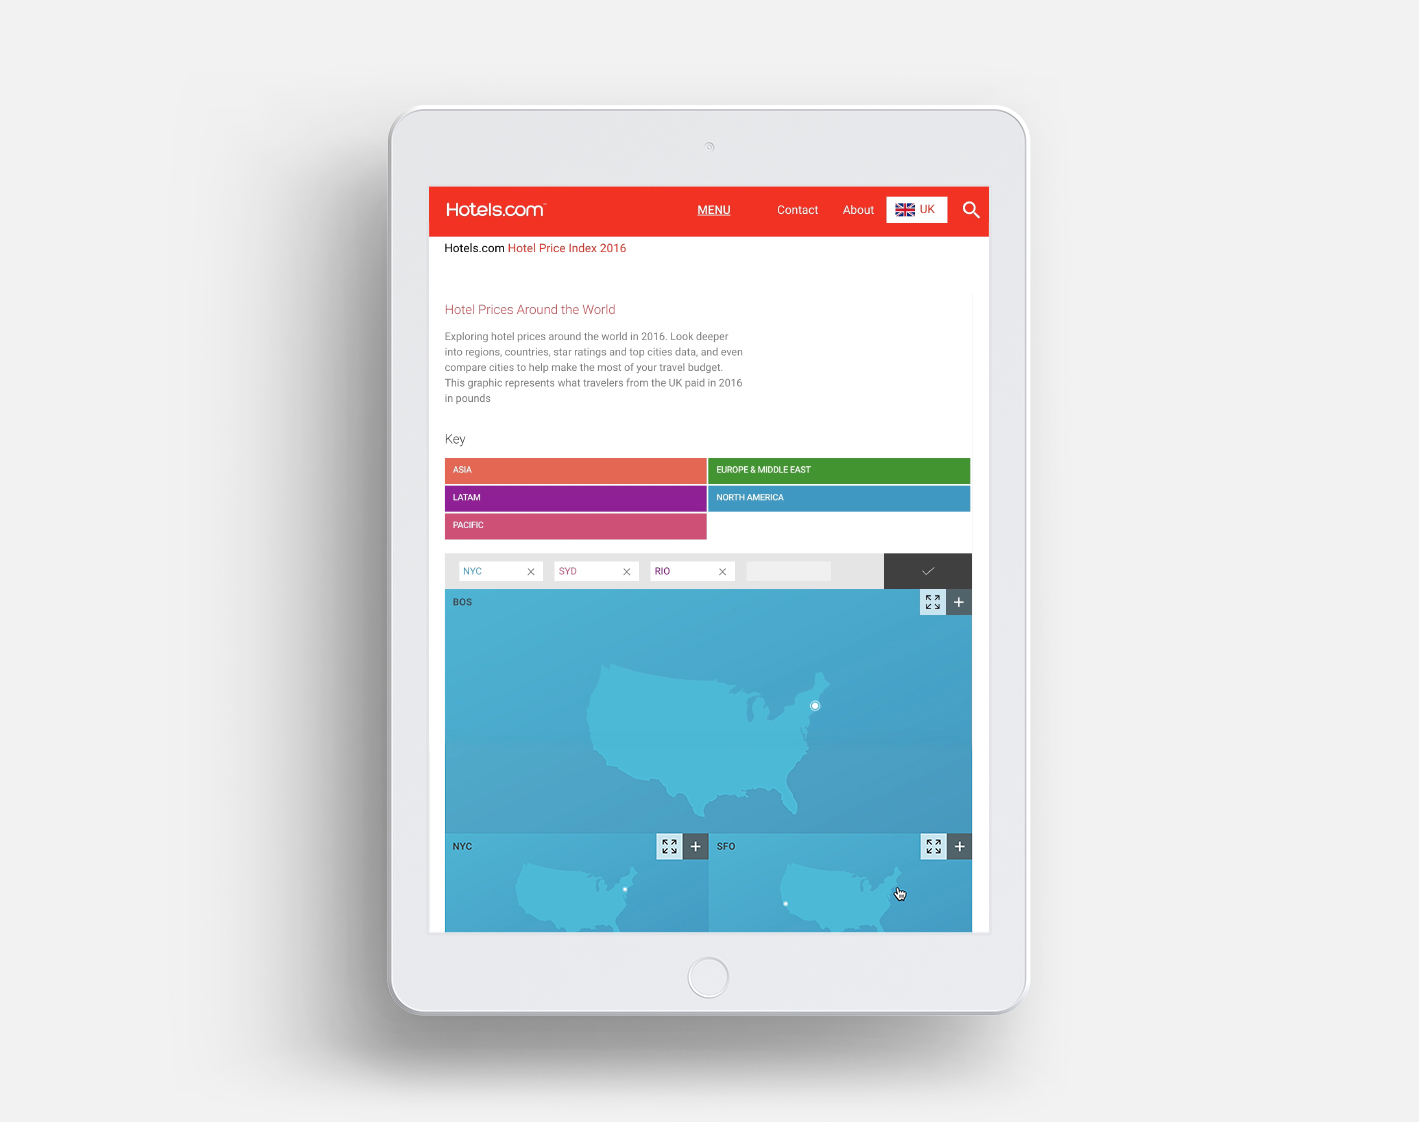 Hotels.com
MENU
Contact
About
UK
Hotels.com Hotel Price Index 2016
Hotel Prices Around the World
Exploring hotel prices around the world in 2016. Look deeper
into regions, countries, star ratings and top cities data, and even
compare cities to help make the most of your travel budget.
This graphic represents what travelers from the UK paid in 2016
in pounds
Key
ASIA
EUROPE & MIDDLE EAST
LATAM
NORTH AMERICA
PACIFIC
NYC
SYD
RIO
BOS
NYC
SFO